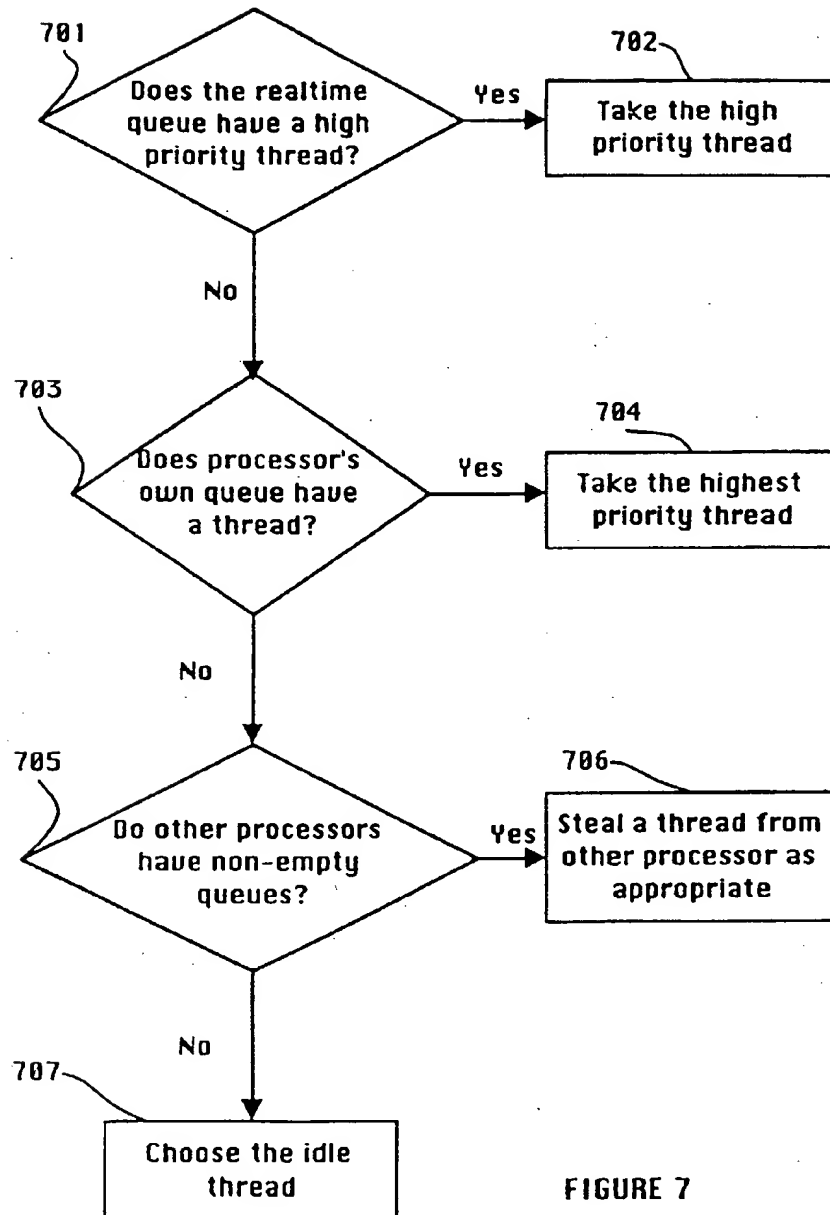 701
Does the realtime
queue have a high
priority thread?
Yes
702
Take the high
priority thread
No
703
Does processor's
own queue have
a thread?
Yes
704
Take the highest
priority thread
No
705
Do other processors
have non-empty
queues?
Yes
706
Steal a thread from
other processor as
appropriate
No
707
Choose the idle
thread
FIGURE 7